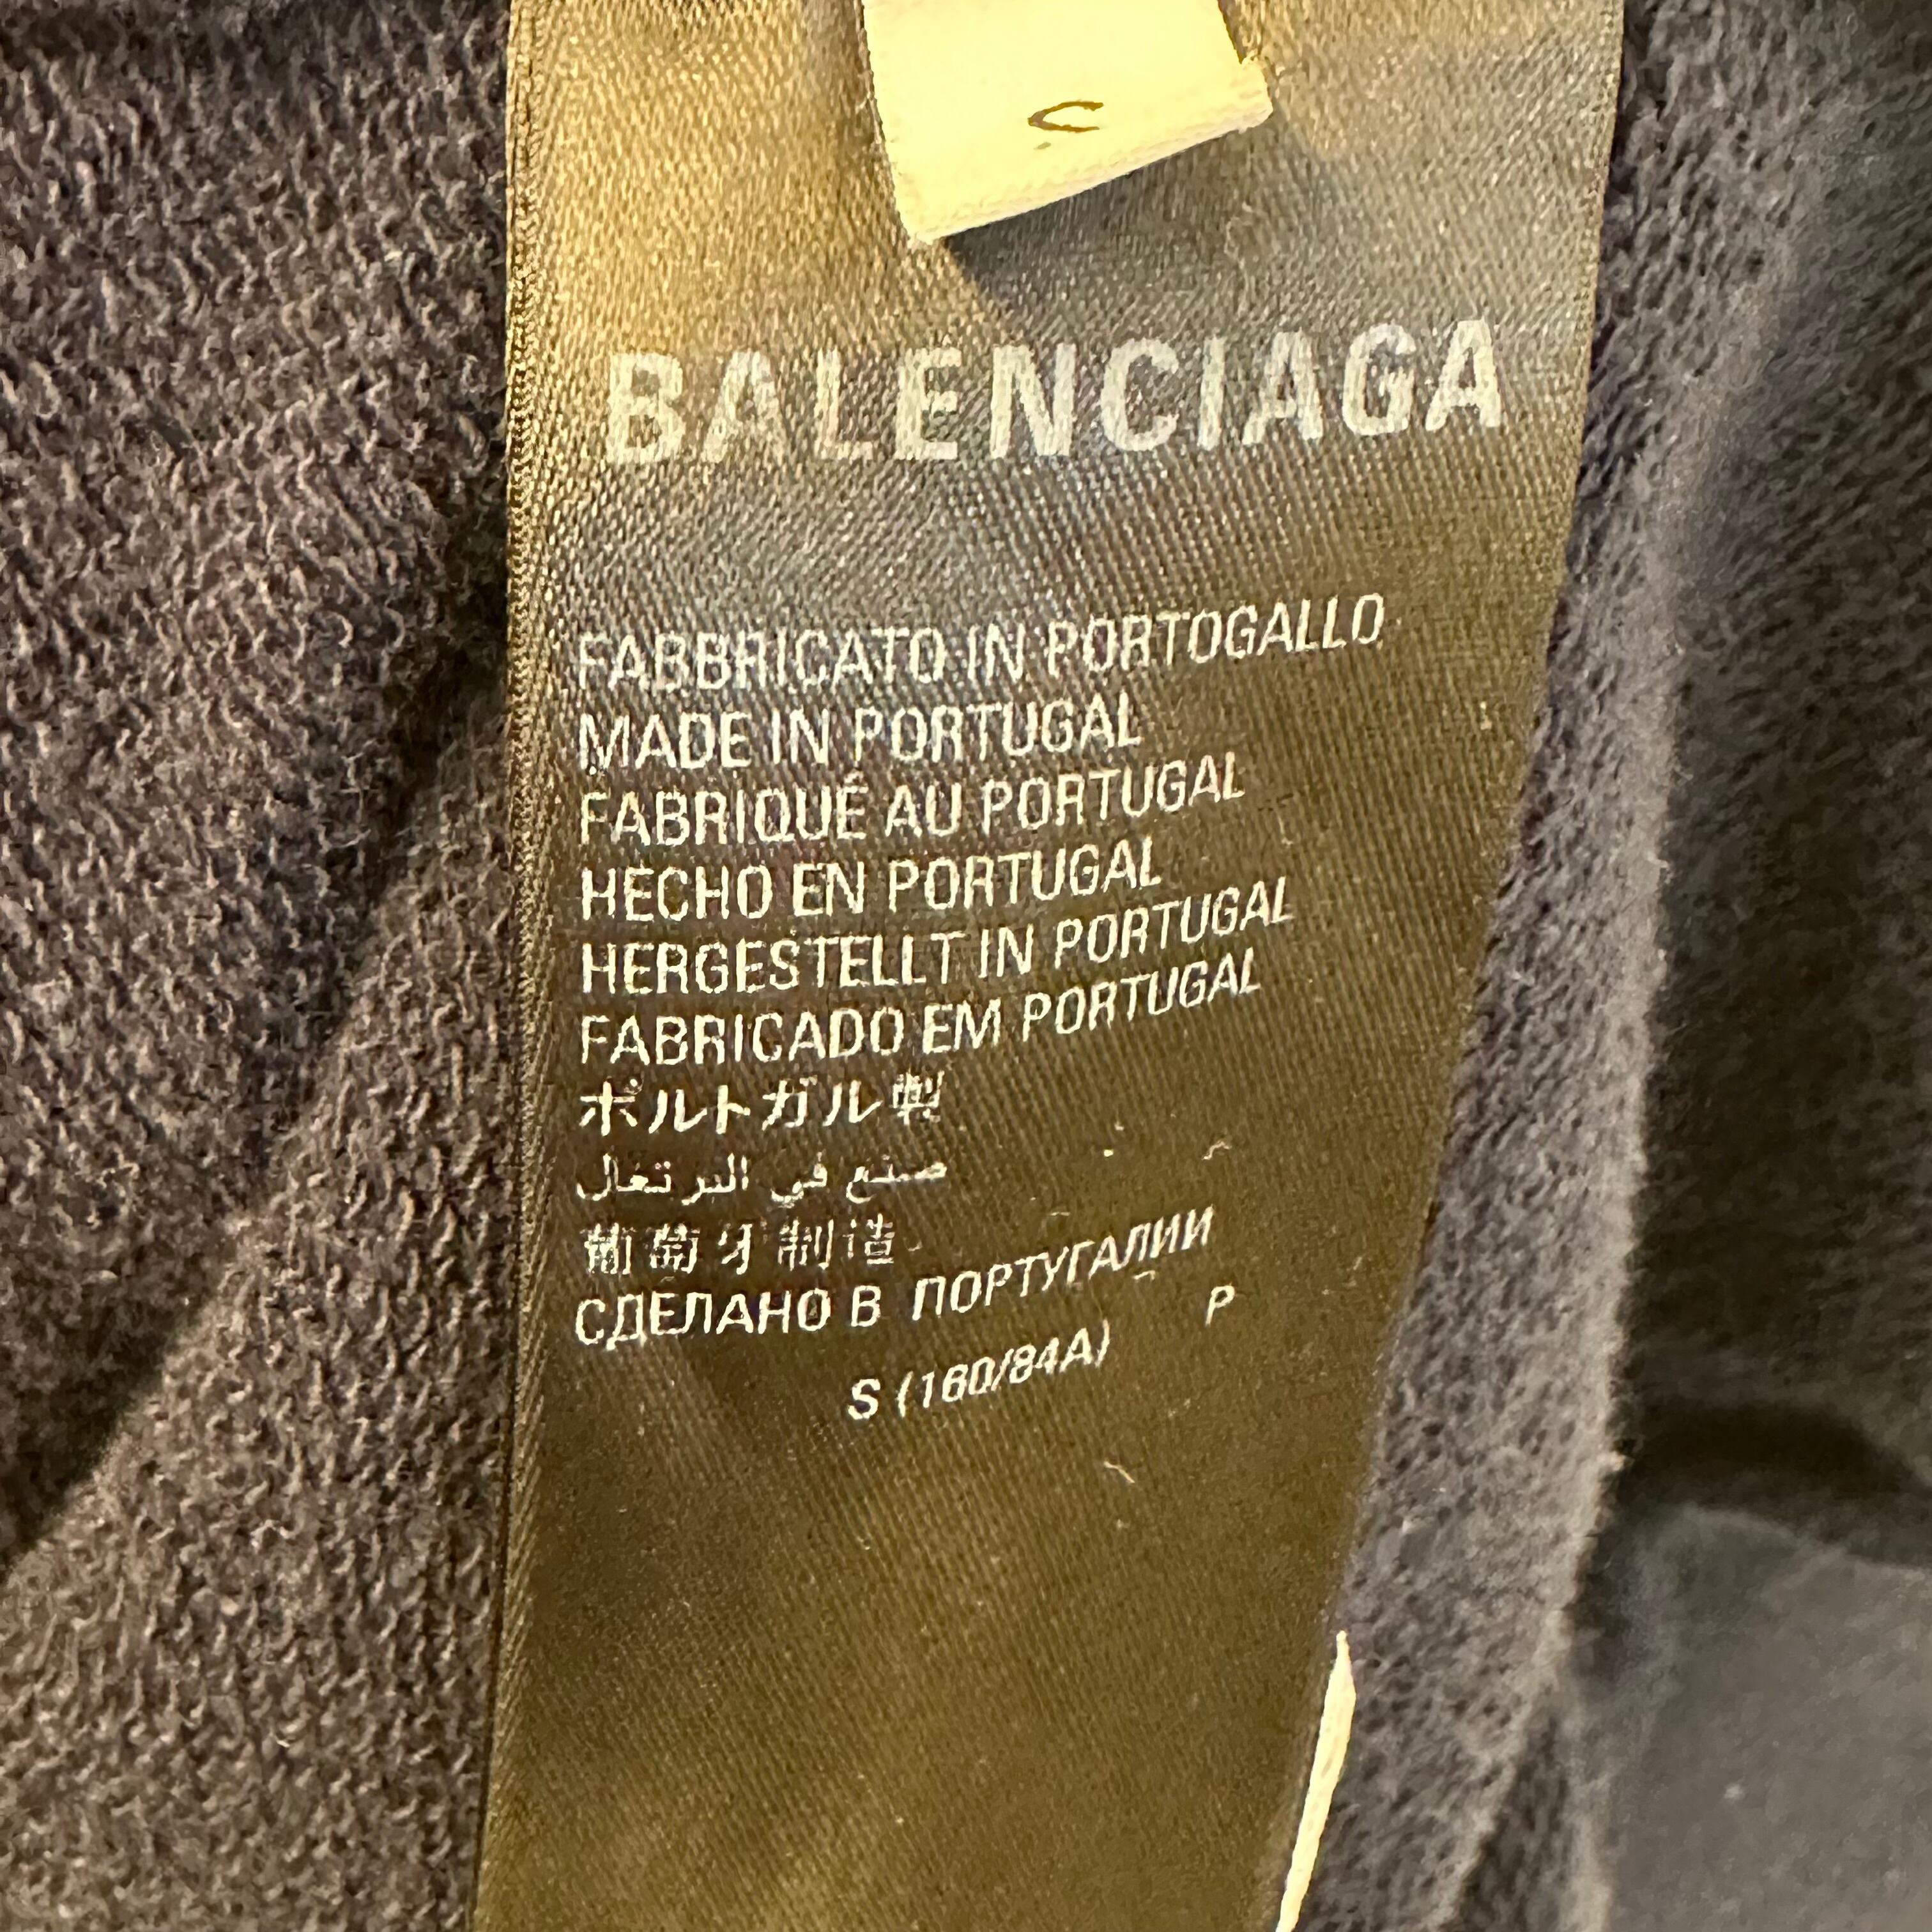 BALENCIAGA
FABBRICATO IN PORTOGALLO
MADE IN PORTUGAL
FABRIQUÉ AU PORTUGAL
HECHO EN PORTUGAL
HERGESTELLT IN PORTUGAL
FABRICADO EM PORTUGAL
ポルトガル製
صنع في البرتغال
葡萄牙制造
СДЕЛАНО В ПОРТУГАЛИИ
S (160/84A) P